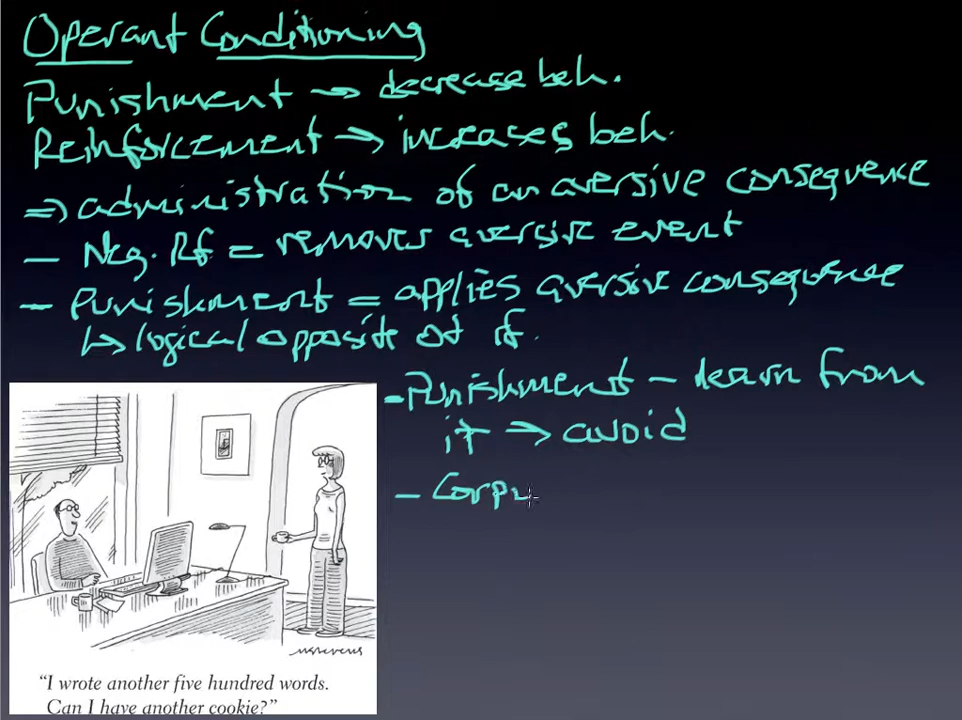 Operant Conditioning
Punishment → decrease beh.
Reinforcement → increases beh.
⇒ administration of an aversive consequence
– Neg. Rf = removes aversive event
– Punishment = applies aversive consequence
↳ logical opposite of rf.
– Punishment – learn from
it → avoid
– Corpu
msrevens
"I wrote another five hundred words.
Can I have another cookie?"